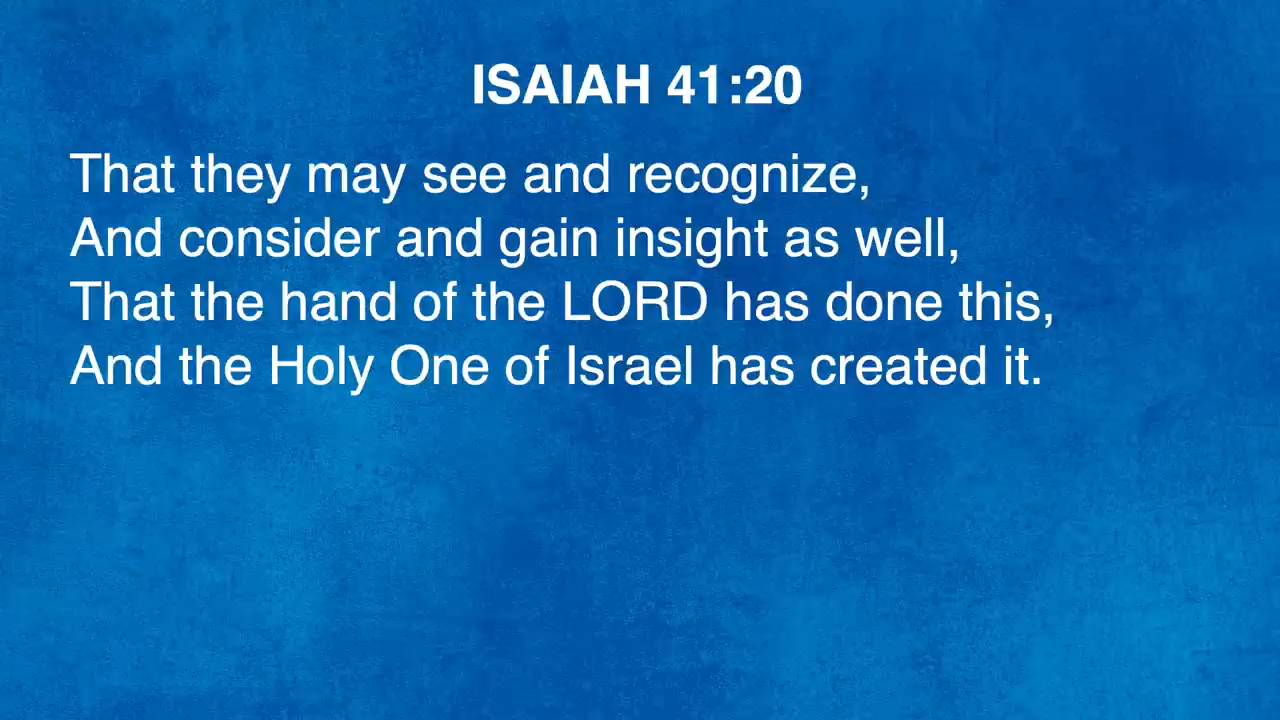 ISAIAH 41:20
That they may see and recognize,
And consider and gain insight as well,
That the hand of the LORD has done this,
And the Holy One of Israel has created it.